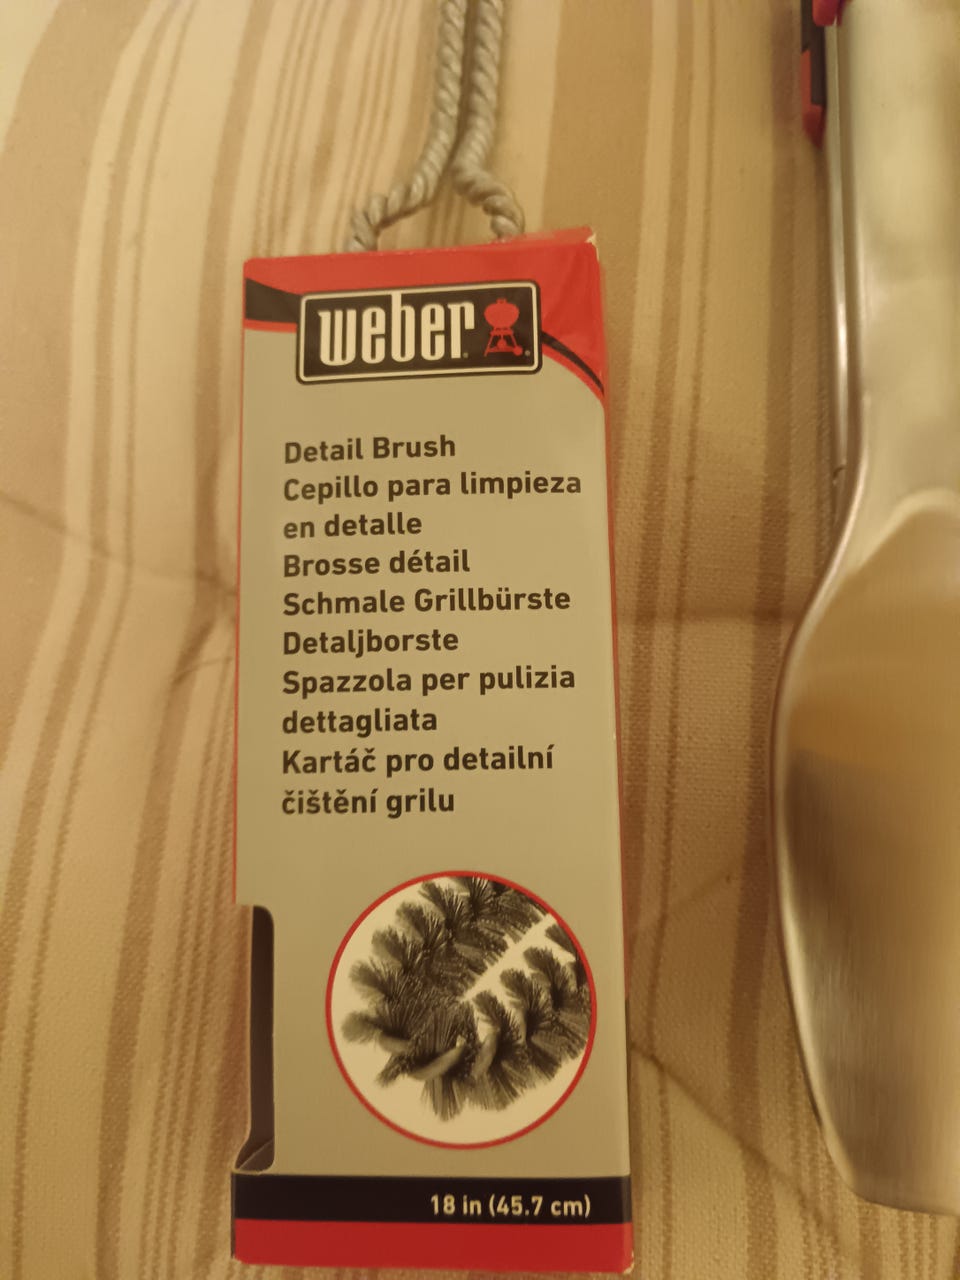 weber
Detail Brush
Cepillo para limpieza
en detalle
Brosse détail
Schmale Grillbürste
Detaljborste
Spazzola per pulizia
dettagliata
Kartáč pro detailní
čištění grilu
18 in (45.7 cm)